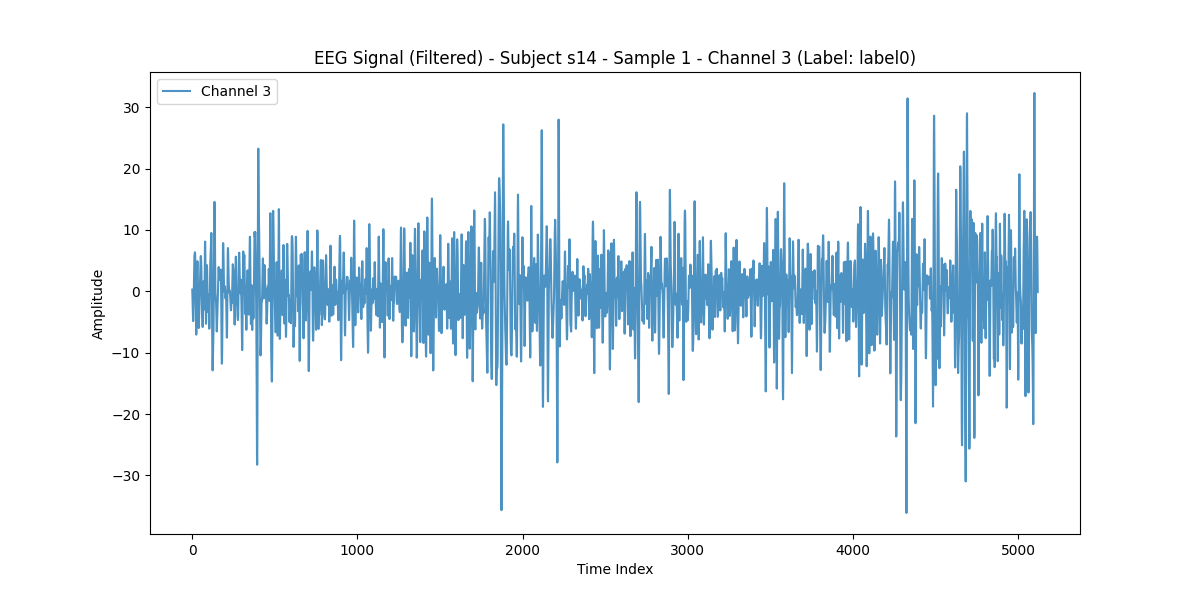 EEG Signal (Filtered) - Subject s14 - Sample 1 - Channel 3 (Label: label0)
Channel 3
30
20
10
0
−10
−20
−30
Amplitude
0 1000 2000 3000 4000 5000
Time Index